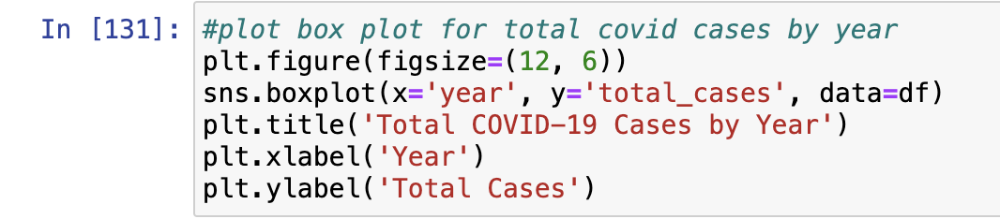 In [131]: #plot box plot for total covid cases by year
plt.figure(figsize=(12, 6))
sns.boxplot(x='year', y='total_cases', data=df)
plt.title('Total COVID-19 Cases by Year')
plt.xlabel('Year')
plt.ylabel('Total Cases')